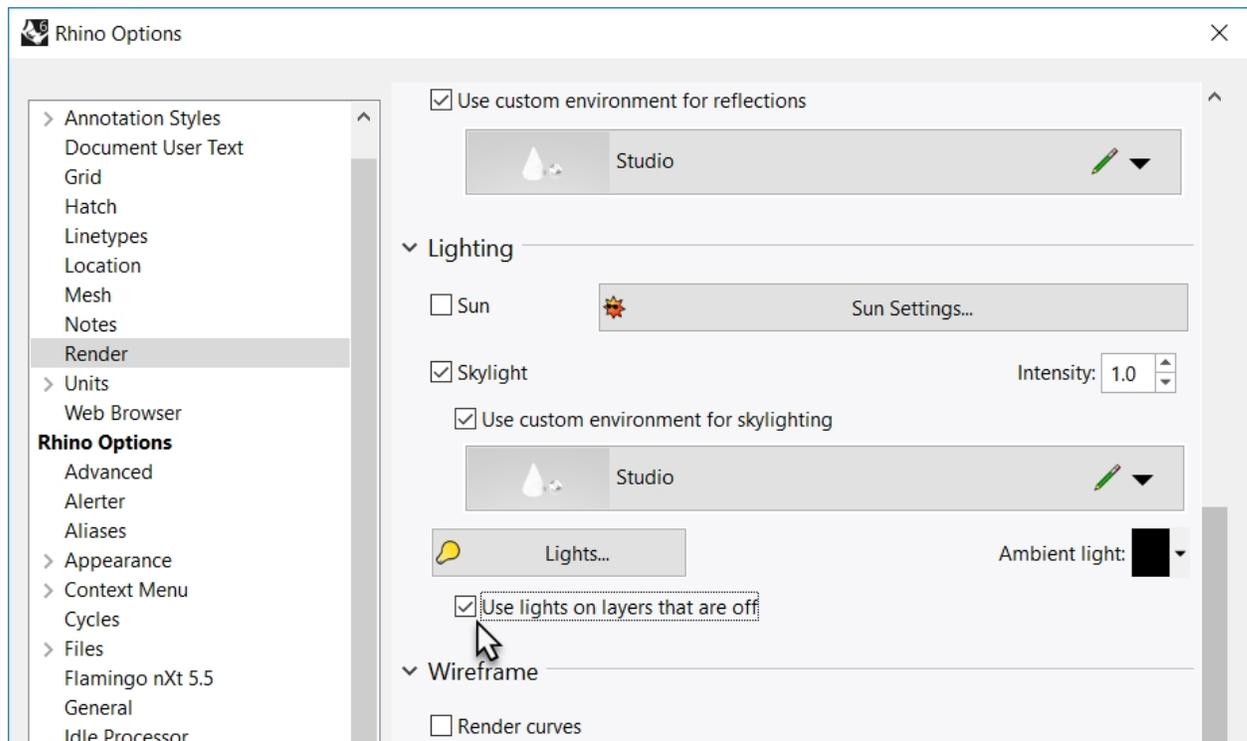 Rhino Options
Annotation Styles
Document User Text
Grid
Hatch
Linetypes
Location
Mesh
Notes
Render
Units
Web Browser
Rhino Options
Advanced
Alerter
Aliases
Appearance
Context Menu
Cycles
Files
Flamingo nXt 5.5
General
Idle Processor
Use custom environment for reflections
Studio
Lighting
Sun
Sun Settings...
Skylight
Intensity: 1.0
Use custom environment for skylighting
Studio
Lights...
Ambient light:
Use lights on layers that are off
Wireframe
Render curves